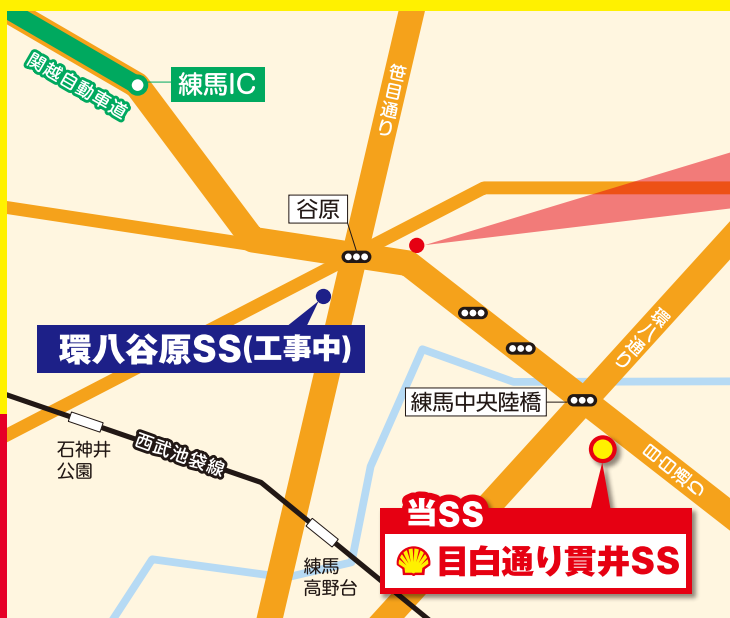 関越自動車道
練馬IC
笹目通り
谷原
環八通り
環八谷原SS(工事中)
練馬中央陸橋
石神井
公園
西武池袋線
目白通り
当SS
目白通り貫井SS
練馬
高野台